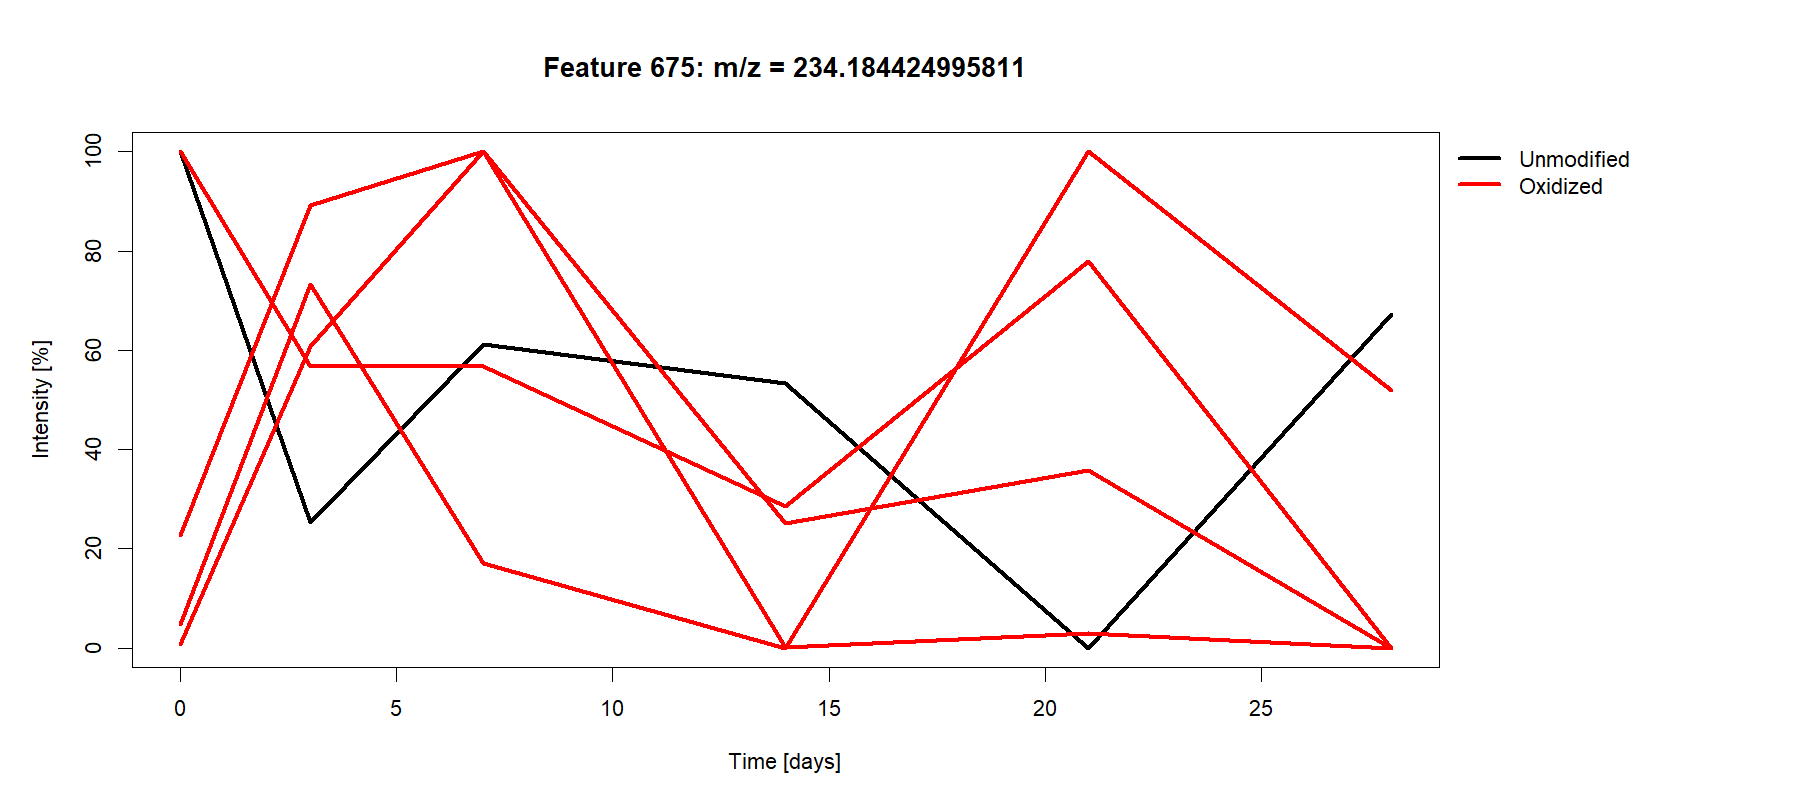 Feature 675: m/z = 234.184424995811
Unmodified
Oxidized
100
80
60
40
20
0
Intensity [%]
0 5 10 15 20 25
Time [days]